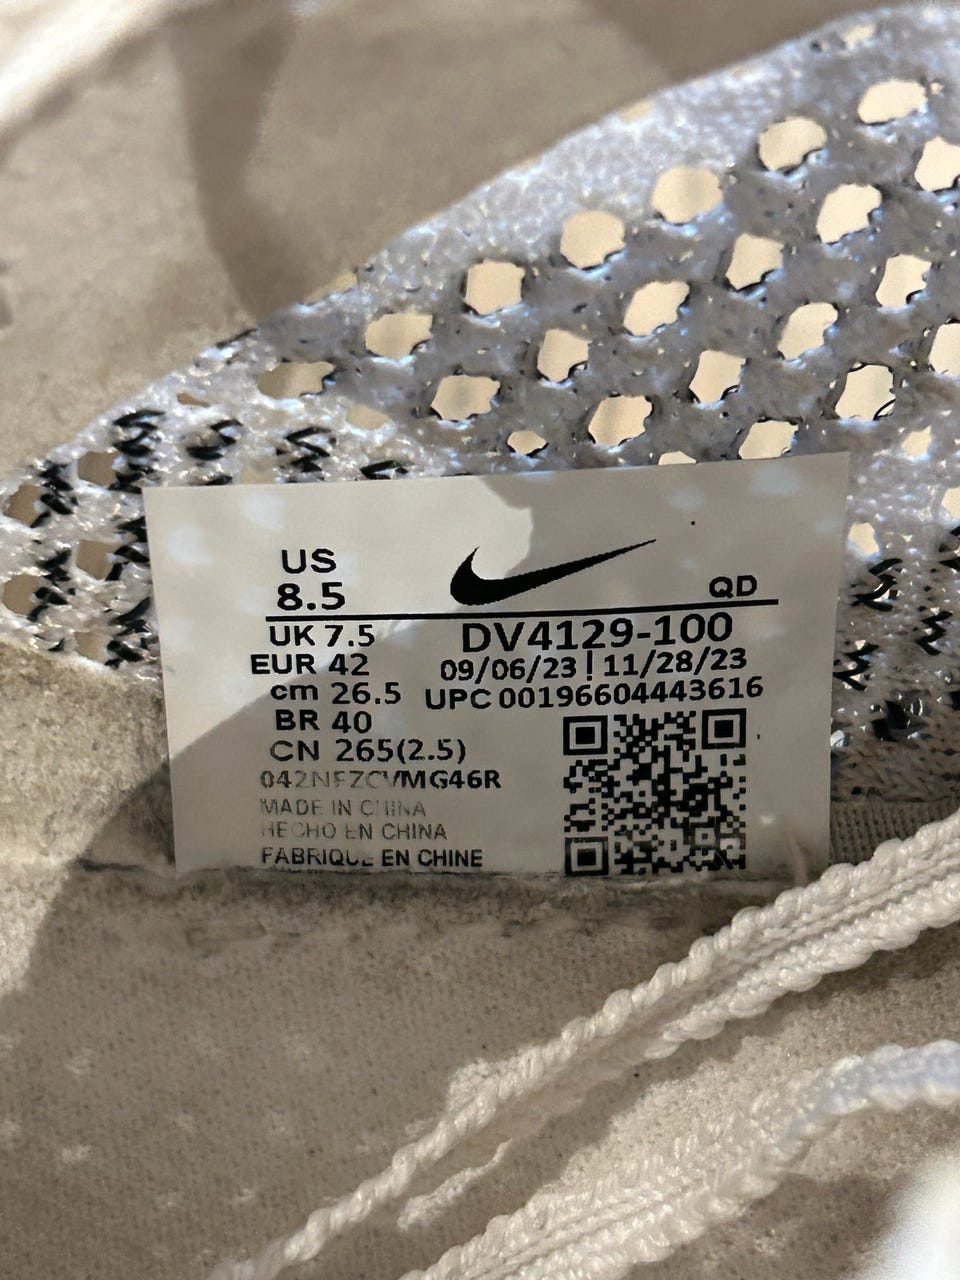 US
8.5
QD
UK 7.5
DV4129-100
EUR 42
09/06/23 | 11/28/23
cm 26.5
UPC 00196604443616
BR 40
CN 265(2.5)
MADE IN CHINA
HECHO EN CHINA
FABRIQUE EN CHINE